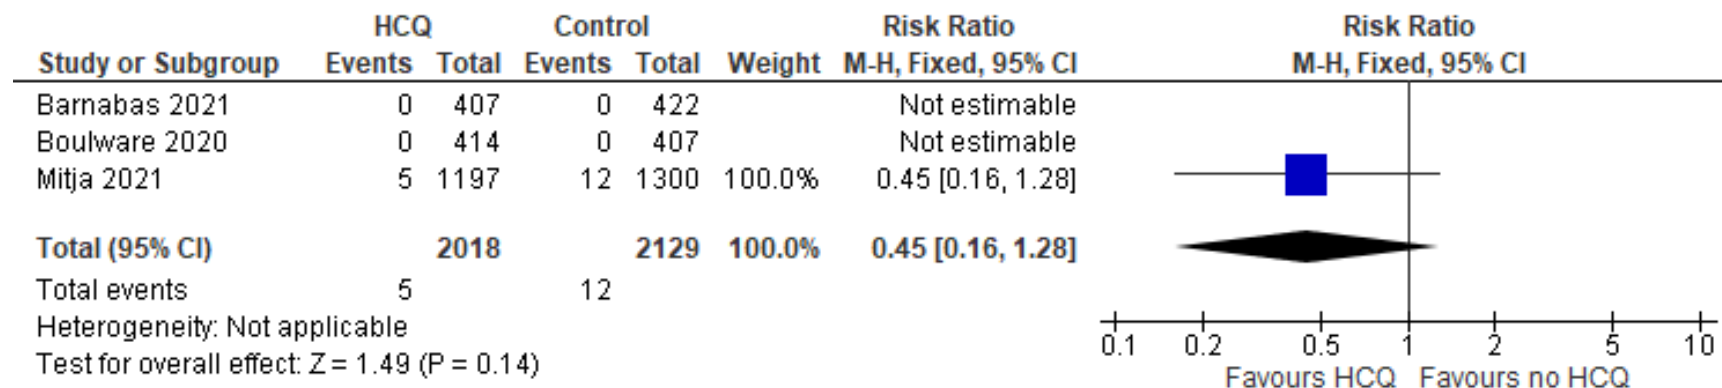 HCQ Control Risk Ratio Risk Ratio
Study or Subgroup Events Total Events Total Weight M-H, Fixed, 95% CI M-H, Fixed, 95% CI
Barnabas 2021 0 407 0 422 Not estimable
Boulware 2020 0 414 0 407 Not estimable
Mitja 2021 5 1197 12 1300 100.0% 0.45 [0.16, 1.28]
Total (95% CI) 2018 2129 100.0% 0.45 [0.16, 1.28]
Total events 5 12
Heterogeneity: Not applicable
Test for overall effect: Z = 1.49 (P = 0.14)
0.1 0.2 0.5 1 2 5 10
Favours HCQ Favours no HCQ